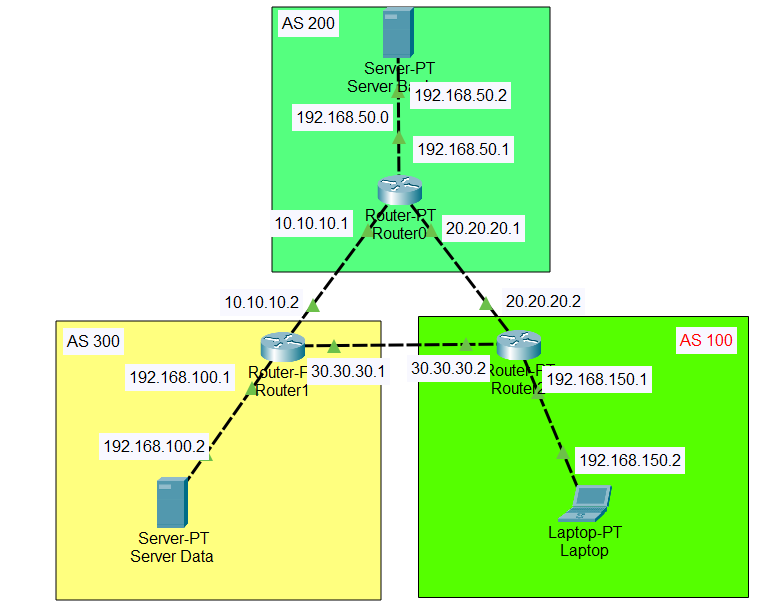 AS 200
Server-PT
Server
192.168.50.2
192.168.50.0
192.168.50.1
Router-PT
Router0
10.10.10.1
20.20.20.1
10.10.10.2
20.20.20.2
AS 300
AS 100
192.168.100.1
Router1
30.30.30.1
30.30.30.2
192.168.150.1
192.168.100.2
192.168.150.2
Server-PT
Server Data
Laptop-PT
Laptop